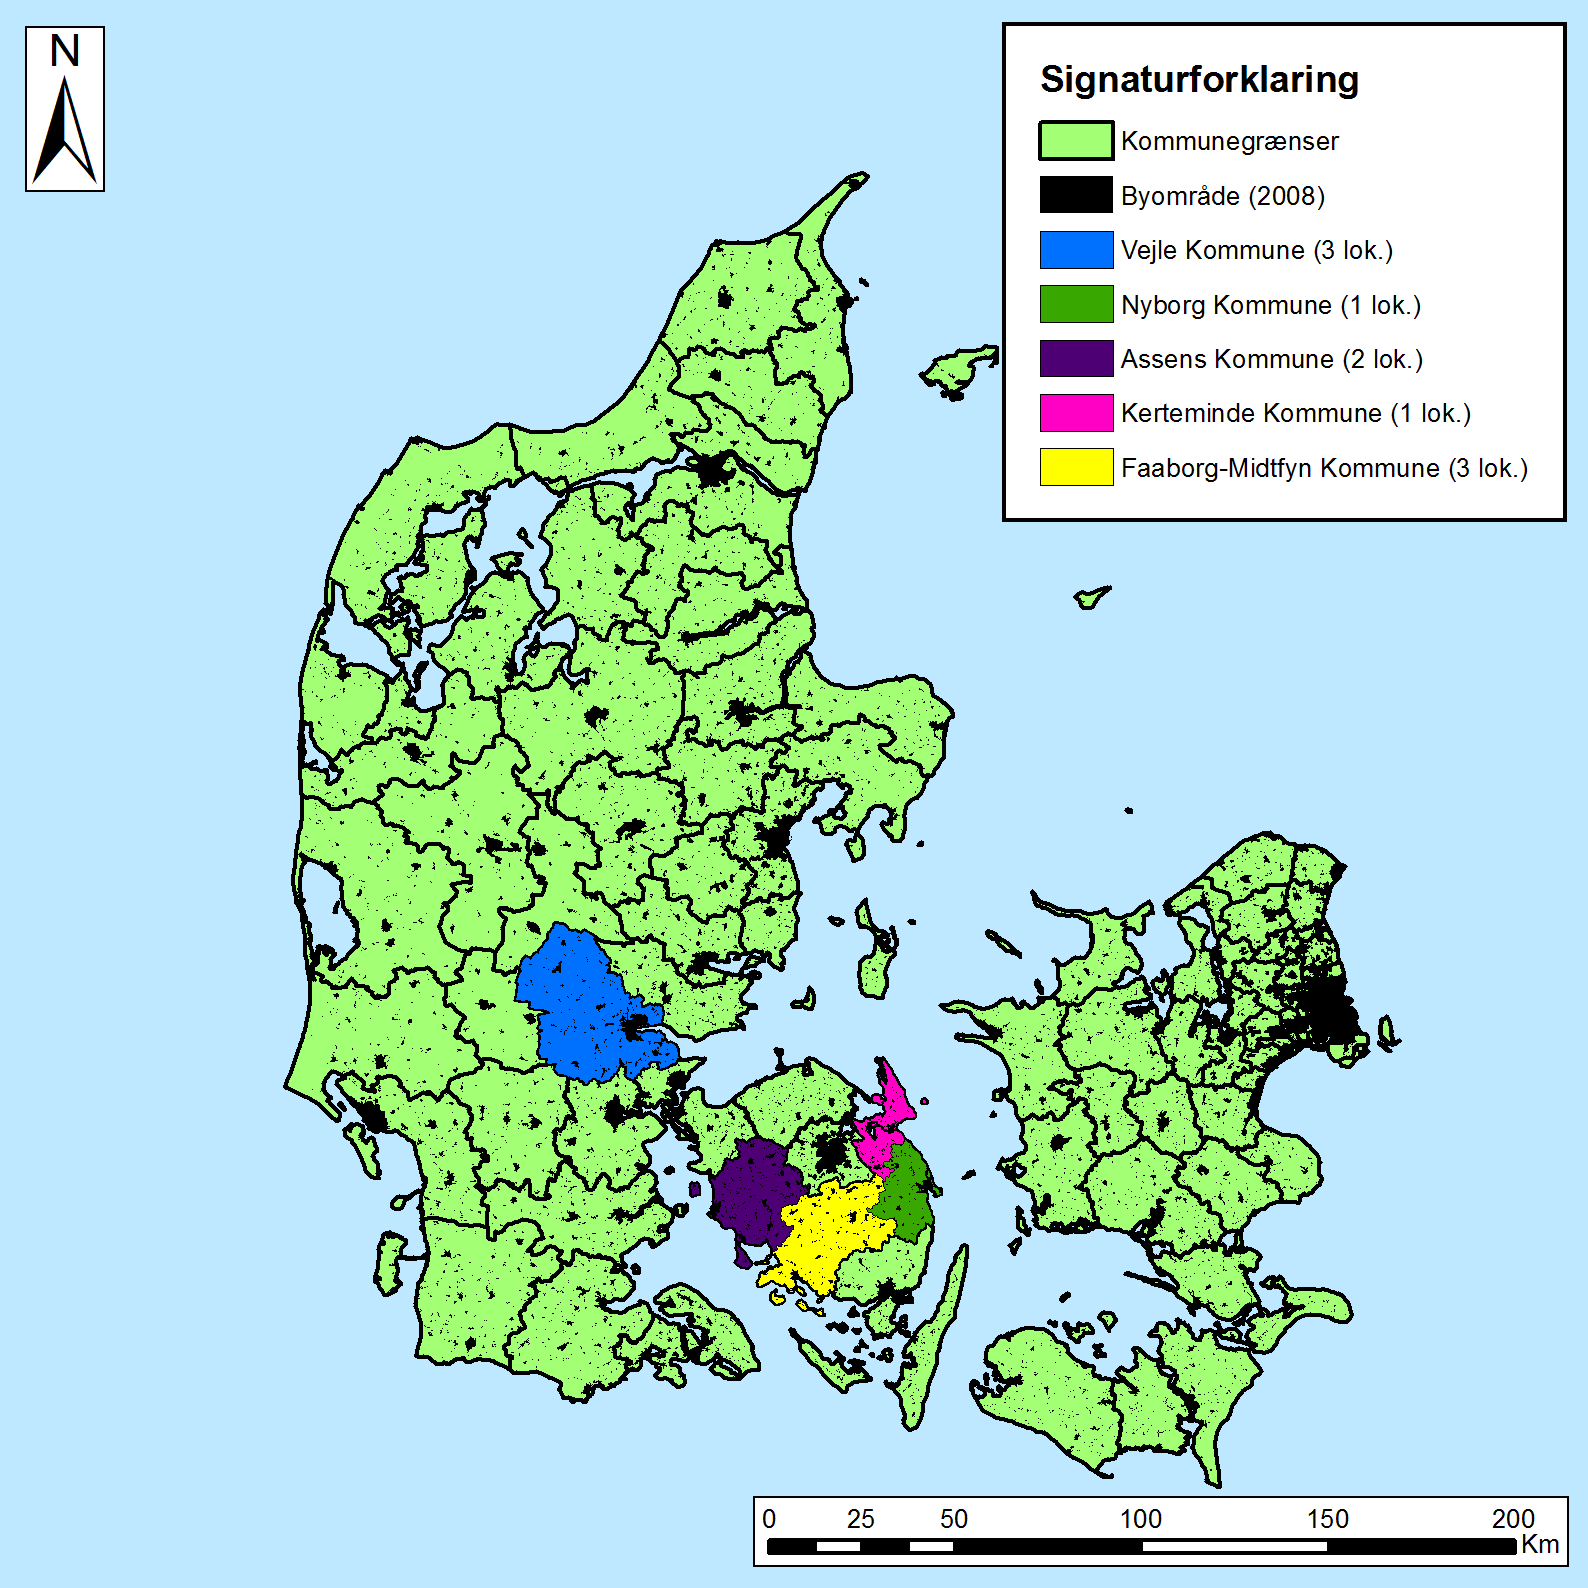 N
Signaturforklaring
Kommunegrænser
Byområde (2008)
Vejle Kommune (3 lok.)
Nyborg Kommune (1 lok.)
Assens Kommune (2 lok.)
Kerteminde Kommune (1 lok.)
Faaborg-Midtfyn Kommune (3 lok.)
0 25 50 100 150 200
Km